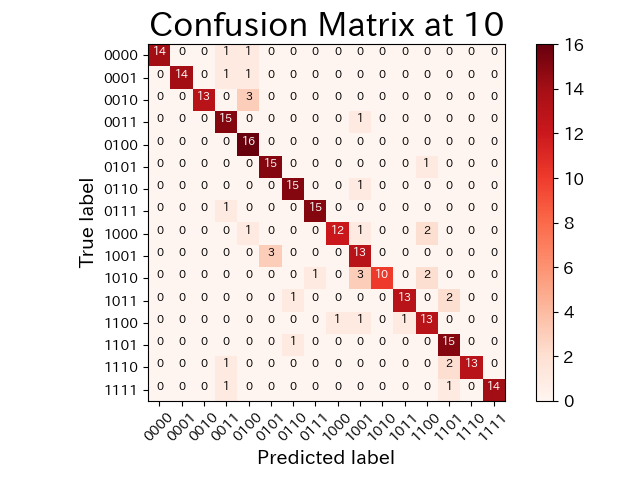 Confusion Matrix at 10
True label
0000 14 0 0 1 1 0 0 0 0 0 0 0 0 0 0 0
0001 0 14 0 1 1 0 0 0 0 0 0 0 0 0 0 0
0010 0 0 13 0 3 0 0 0 0 0 0 0 0 0 0 0
0011 0 0 0 15 0 0 0 0 0 1 0 0 0 0 0 0
0100 0 0 0 0 16 0 0 0 0 0 0 0 0 0 0 0
0101 0 0 0 0 0 15 0 0 0 0 0 0 1 0 0 0
0110 0 0 0 0 0 0 15 0 0 1 0 0 0 0 0 0
0111 0 0 0 1 0 0 0 15 0 0 0 0 0 0 0 0
1000 0 0 0 0 1 0 0 0 12 1 0 0 2 0 0 0
1001 0 0 0 0 0 3 0 0 0 13 0 0 0 0 0 0
1010 0 0 0 0 0 0 0 1 0 3 10 0 2 0 0 0
1011 0 0 0 0 0 0 1 0 0 0 0 13 0 2 0 0
1100 0 0 0 0 0 0 0 0 1 1 0 1 13 0 0 0
1101 0 0 0 0 0 0 1 0 0 0 0 0 0 15 0 0
1110 0 0 0 1 0 0 0 0 0 0 0 0 0 2 13 0
1111 0 0 0 1 0 0 0 0 0 0 0 0 0 1 0 14
0000 0001 0010 0011 0100 0101 0110 0111 1000 1001 1010 1011 1100 1101 1110 1111
Predicted label
16
14
12
10
8
6
4
2
0